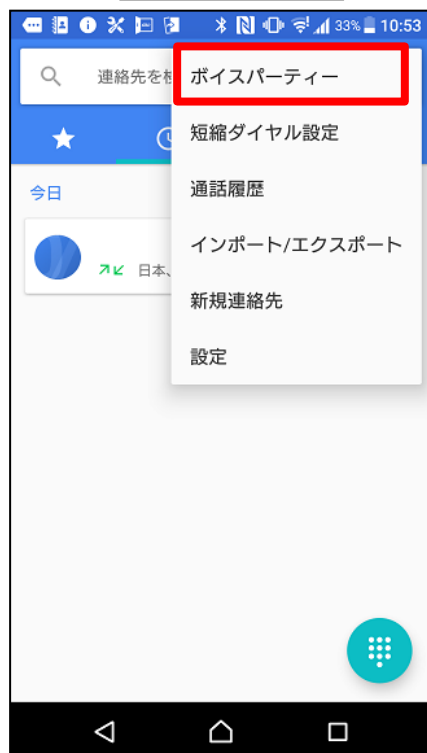 33% 10:53
連絡先を検
ボイスパーティー
短縮ダイヤル設定
通話履歴
インポート/エクスポート
新規連絡先
設定
今日
日本、